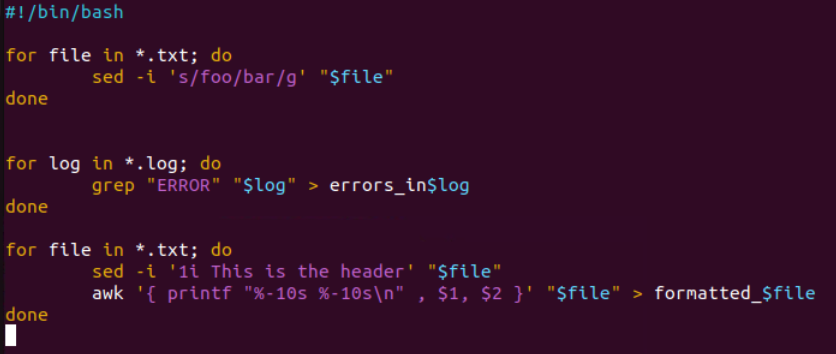 #!/bin/bash
for file in *.txt; do
sed -i 's/foo/bar/g' "$file"
done
for log in *.log; do
grep "ERROR" "$log" > errors_in$log
done
for file in *.txt; do
sed -i '1i This is the header' "$file"
awk '{ printf "%-10s %-10s\n" , $1, $2 }' "$file" > formatted_$file
done